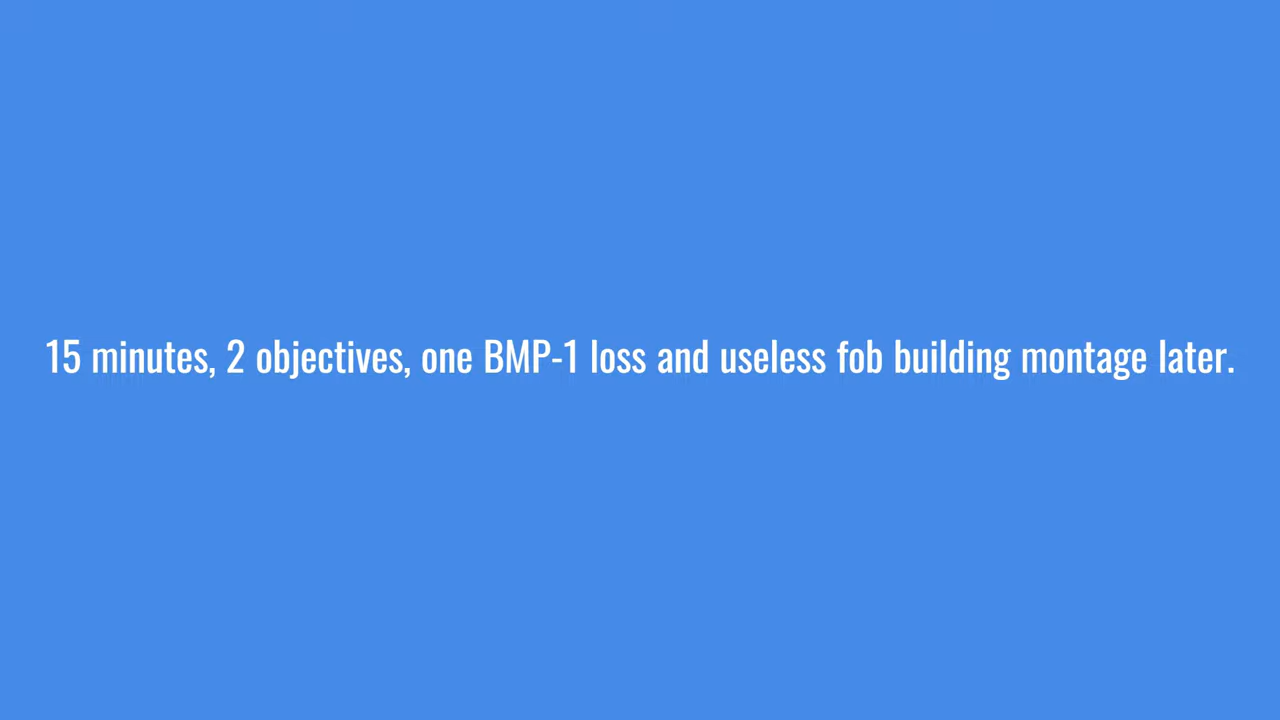 15 minutes, 2 objectives, one BMP-1 loss and useless fob building montage later.